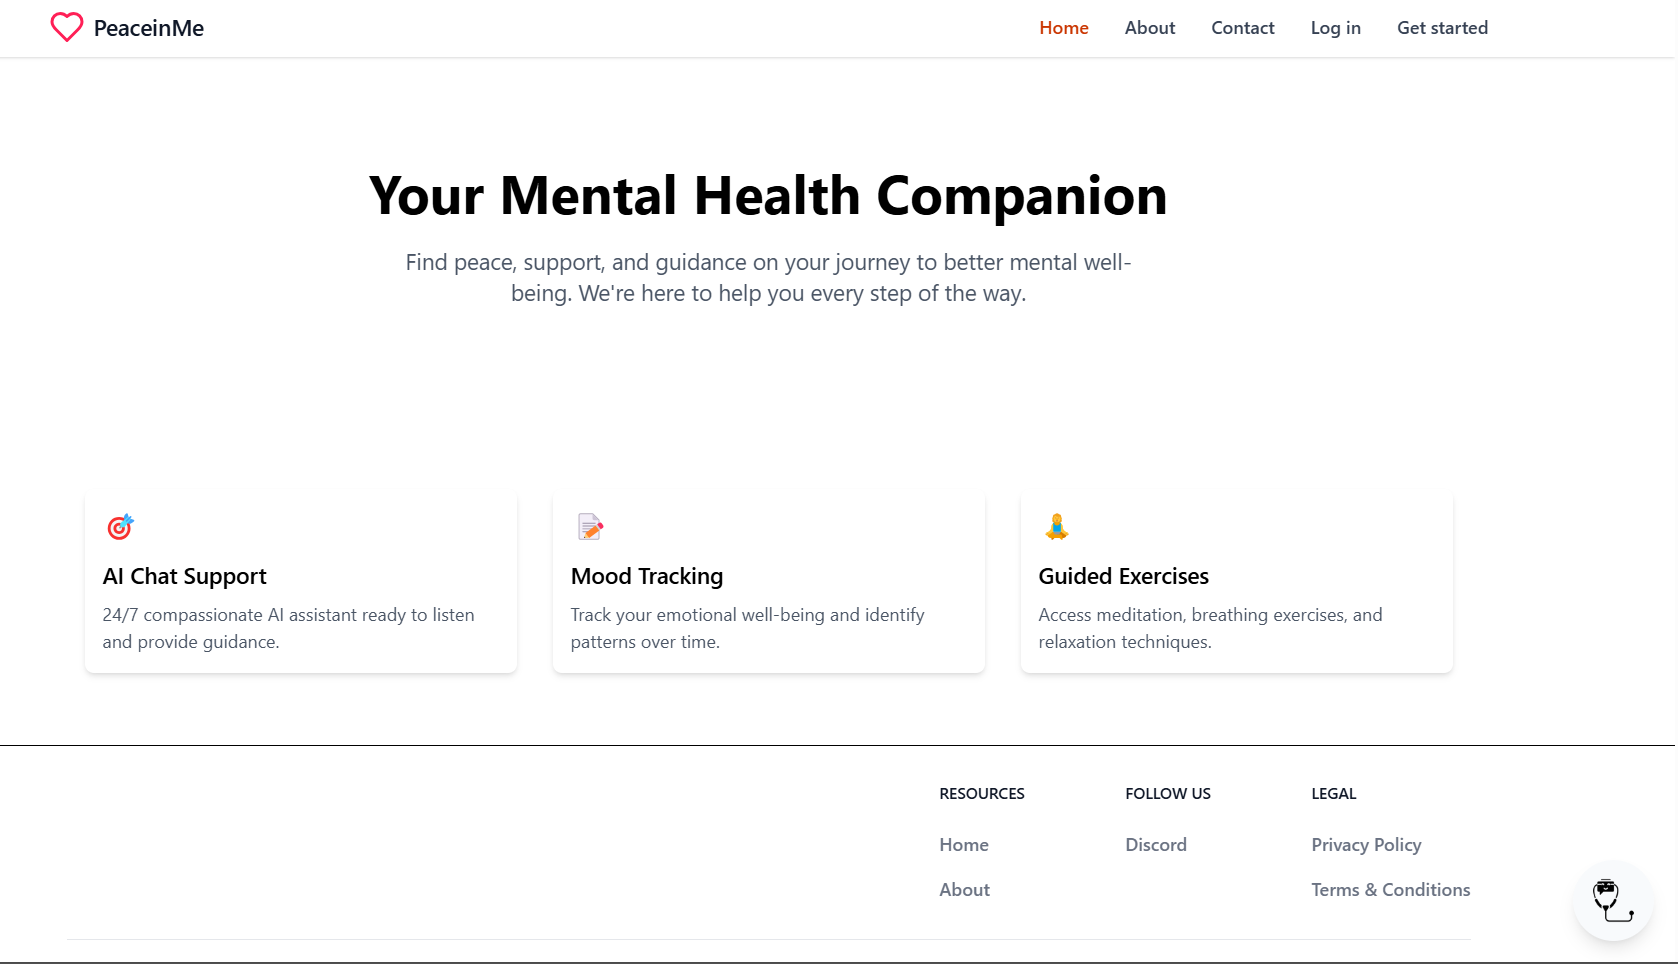 PeaceinMe
Home About Contact Log in Get started
Your Mental Health Companion
Find peace, support, and guidance on your journey to better mental well-
being. We're here to help you every step of the way.
AI Chat Support
24/7 compassionate AI assistant ready to listen
and provide guidance.
Mood Tracking
Track your emotional well-being and identify
patterns over time.
Guided Exercises
Access meditation, breathing exercises, and
relaxation techniques.
RESOURCES
Home
About
FOLLOW US
Discord
LEGAL
Privacy Policy
Terms & Conditions